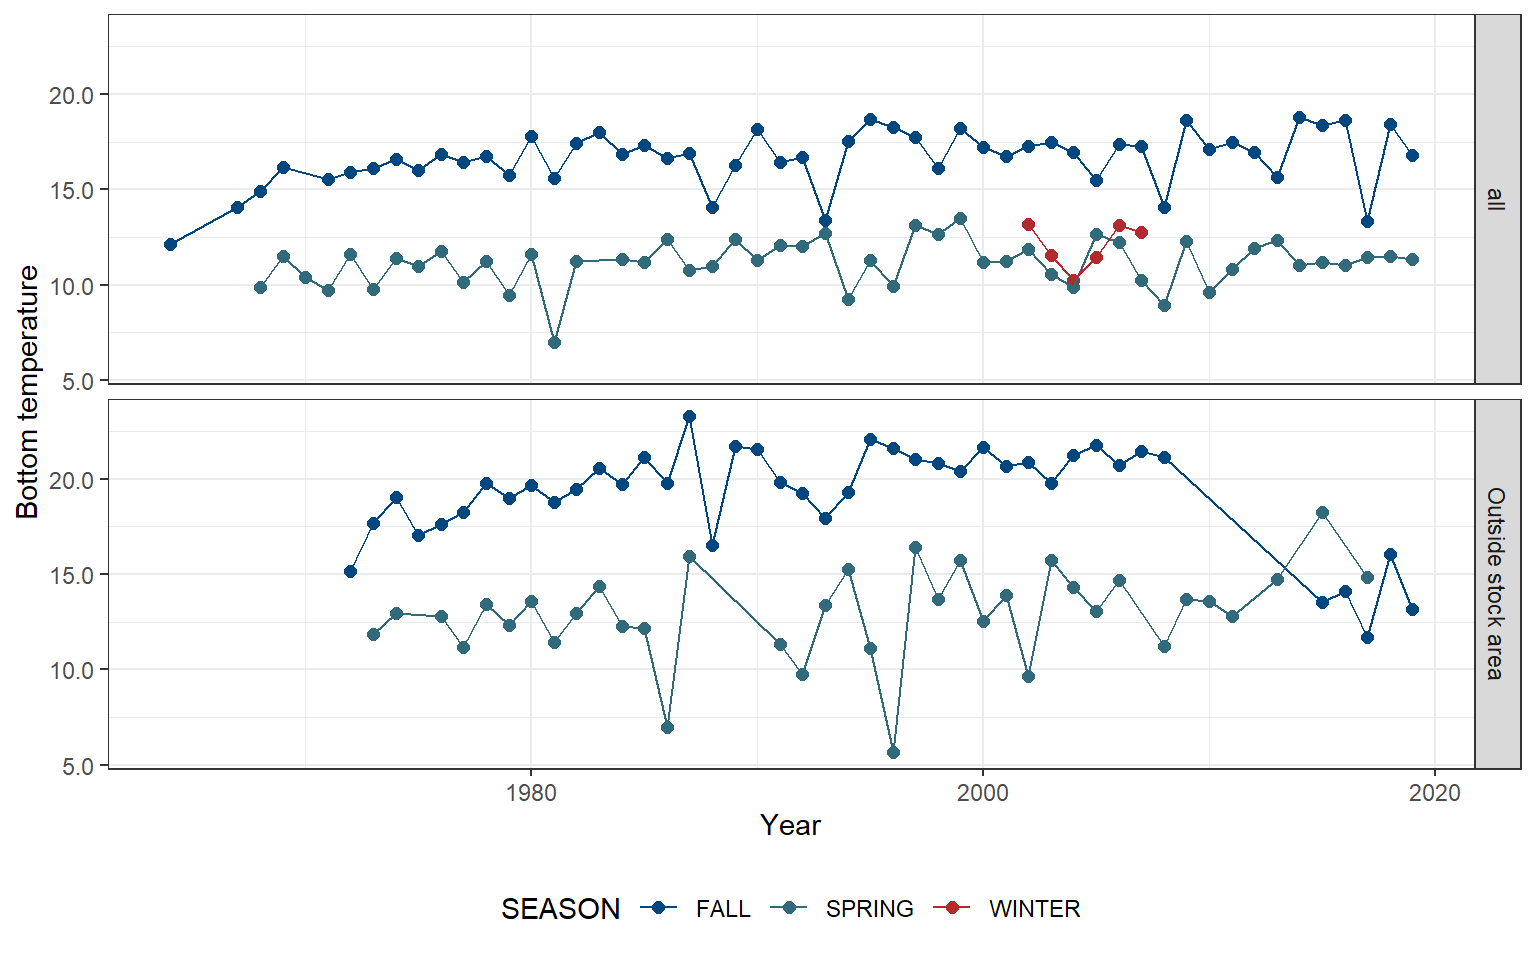 Bottom temperature
20.0
15.0
10.0
5.0
all
20.0
15.0
10.0
5.0
Outside stock area
1980 2000 2020
Year
SEASON FALL SPRING WINTER